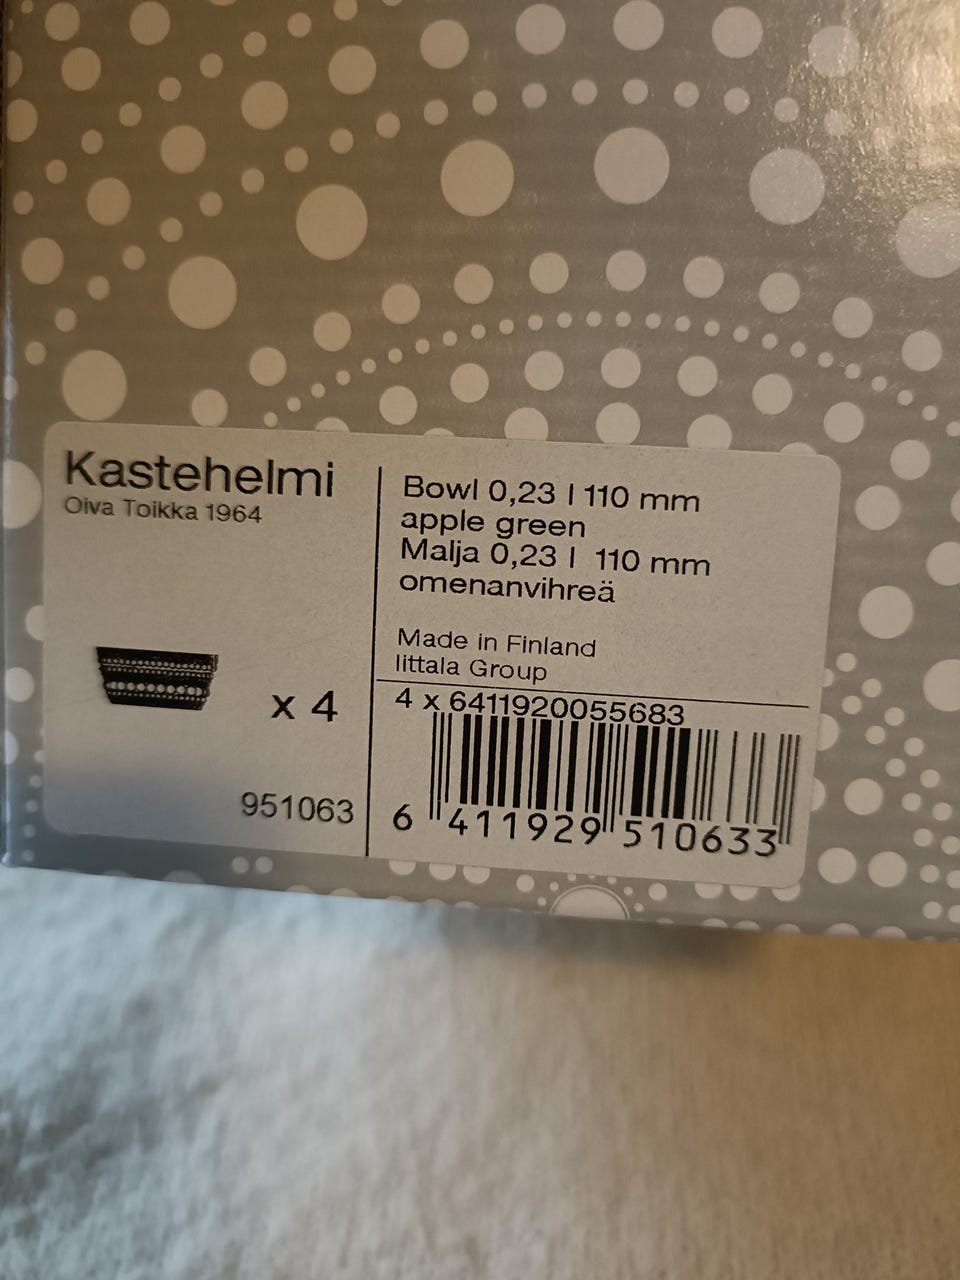 Kastehelmi
Oiva Toikka 1964
x 4
951063
Bowl 0,23 l 110 mm
apple green
Malja 0,23 l 110 mm
omenanvihreä
Made in Finland
Iittala Group
4 x 6411920055683
6 411929 510633